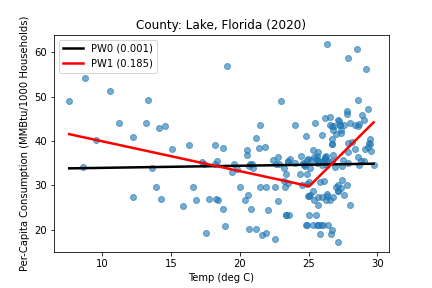 County: Lake, Florida (2020)
PW0 (0.001)
PW1 (0.185)
Per-Capita Consumption (MMBtu/1000 Households)
60
50
40
30
20
10
15
20
25
30
Temp (deg C)